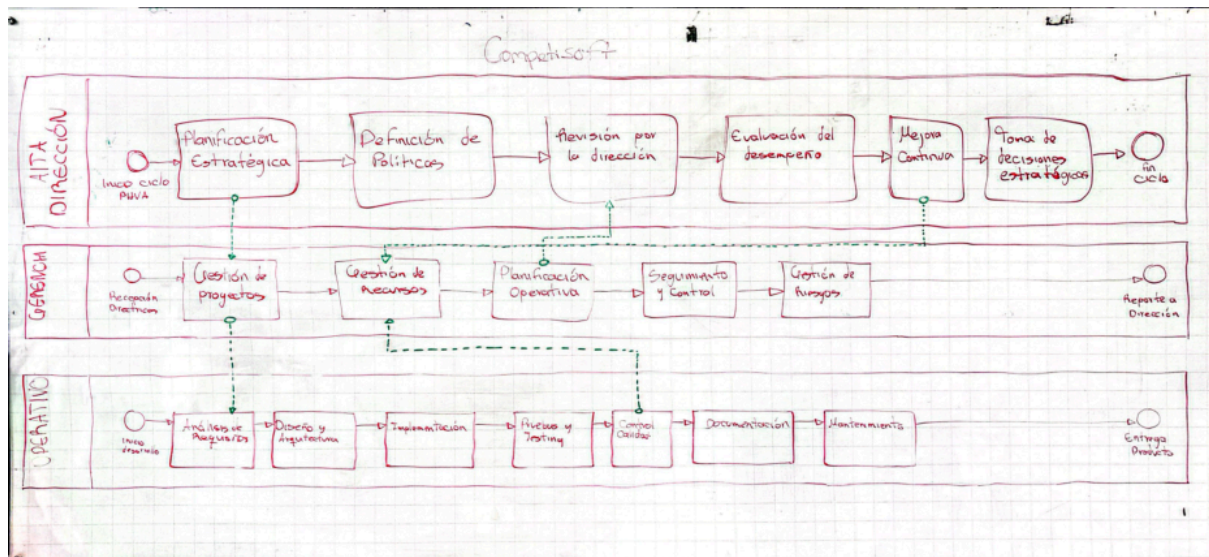 Competisoft
ALTA
DIRECCIÓN
Inicio ciclo
PHVA
Planificación
Estratégica
Definición de
Políticas
Revisión por
la dirección
Evaluación del
desempeño
Mejora
Continua
Toma de
decisiones
estratégicas
Fin
ciclo
GERENCIA
Recepción
Directrices
Gestión de
proyectos
Gestión de
Recursos
Planificación
Operativa
Seguimiento
y Control
Gestión de
Riesgos
Reporte a
Dirección
OPERATIVO
Inicio
desarrollo
Análisis de
Requisitos
Diseño y
Arquitectura
Implementación
Pruebas y
Testing
Control
Calidad
Documentación
Mantenimiento
Entrega
Producto